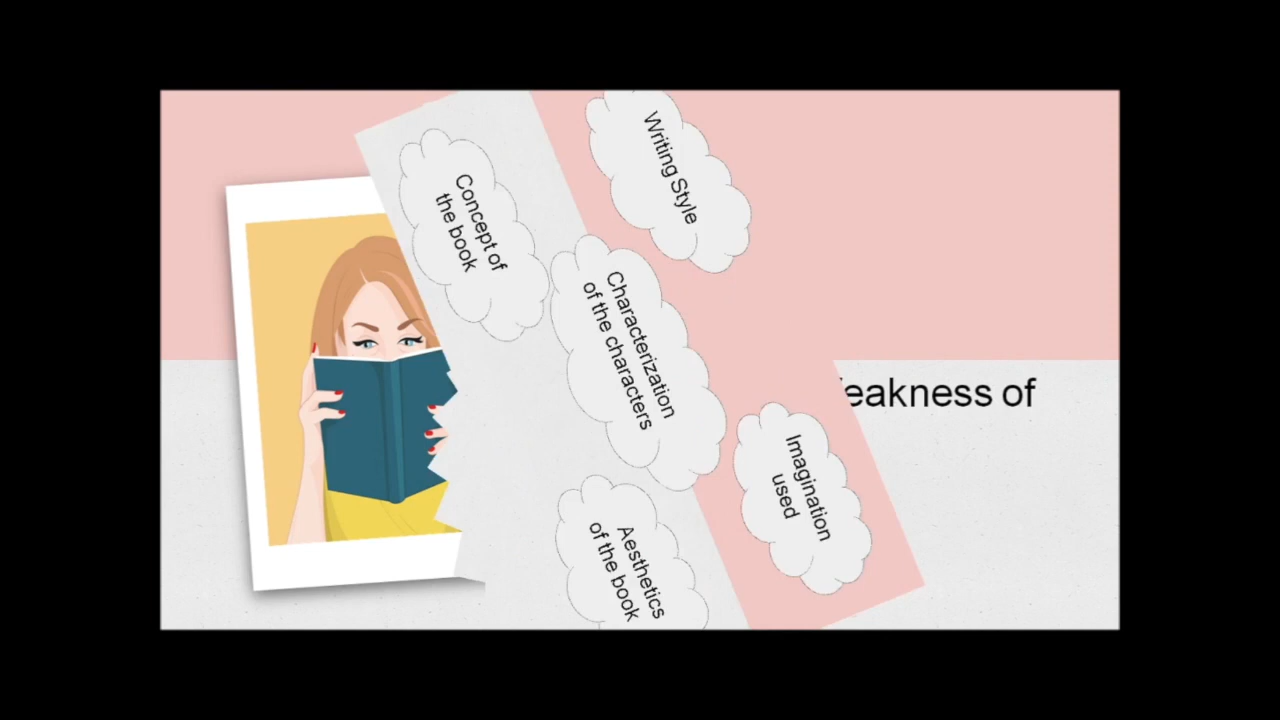 Writing Style
Concept of
the book
Characterization
of the characters
eakness of
Imagination
used
Aesthetics
of the book